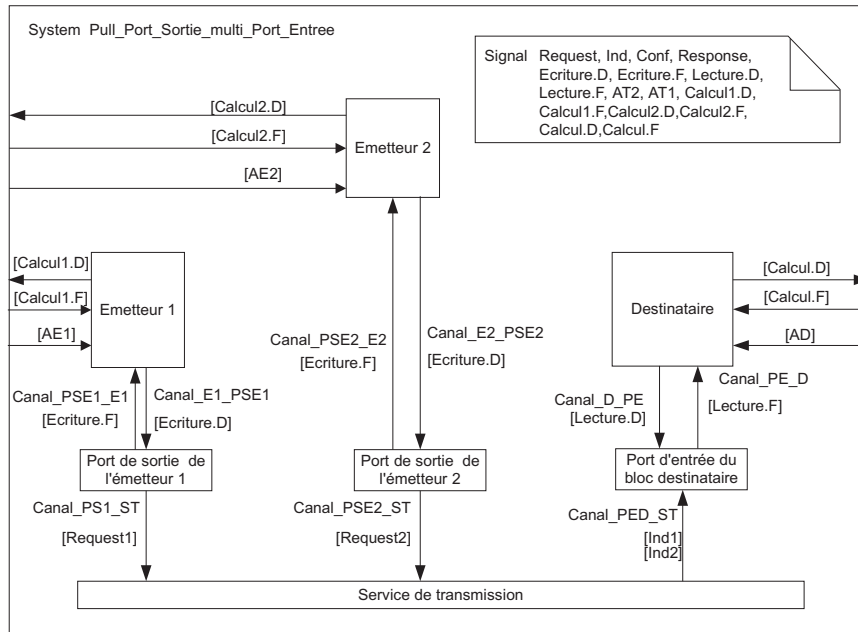 System Pull_Port_Sortie_multi_Port_Entree
Signal Request, Ind, Conf, Response,
Ecriture.D, Ecriture.F, Lecture.D,
Lecture.F, AT2, AT1, Calcul1.D,
Calcul1.F,Calcul2.D,Calcul2.F,
Calcul.D,Calcul.F
[Calcul2.D]
[Calcul2.F]
Emetteur 2
[AE2]
[Calcul1.D]
[Calcul1.F]
Emetteur 1
[AE1]
Canal_PSE2_E2
[Ecriture.F]
Canal_E2_PSE2
[Ecriture.D]
Destinataire
[Calcul.D]
[Calcul.F]
[AD]
Canal_PSE1_E1
[Ecriture.F]
Canal_E1_PSE1
[Ecriture.D]
Canal_D_PE
[Lecture.D]
Canal_PE_D
[Lecture.F]
Port de sortie de
l'émetteur 1
Port de sortie de
l'émetteur 2
Port d'entrée du
bloc destinataire
Canal_PS1_ST
[Request1]
Canal_PSE2_ST
[Request2]
Canal_PED_ST
[Ind1]
[Ind2]
Service de transmission